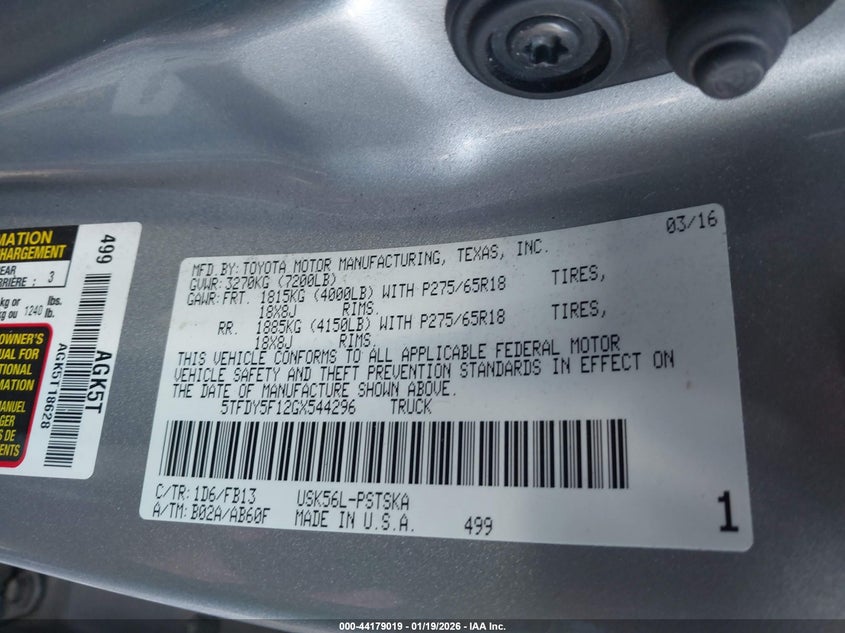 MATION
CHARGEMENT
EAR
RRIÈRE : 3
kg or lbs.
kg ou 1240 lb.
OWNER'S
UAL FOR
TIONAL
RMATION
MANUEL
GER
S DE
ENTS
499
AGK5T
AGK5T18628
03/16
MFD. BY: TOYOTA MOTOR MANUFACTURING, TEXAS, INC.
GVWR: 3270KG (7200LB)
GAWR: FRT. 1815KG (4000LB) WITH P275/65R18 TIRES,
18X8J RIMS.
RR. 1885KG (4150LB) WITH P275/65R18 TIRES,
18X8J RIMS.
THIS VEHICLE CONFORMS TO ALL APPLICABLE FEDERAL MOTOR
VEHICLE SAFETY AND THEFT PREVENTION STANDARDS IN EFFECT ON
THE DATE OF MANUFACTURE SHOWN ABOVE.
5TFDY5F12GX544296 TRUCK
C/TR: 1D6/FB13 USK56L-PSTSKA
A/TM: B02A/AB60F MADE IN U.S.A. 499 1
000-44179019 - 01/19/2026 - IAA Inc.